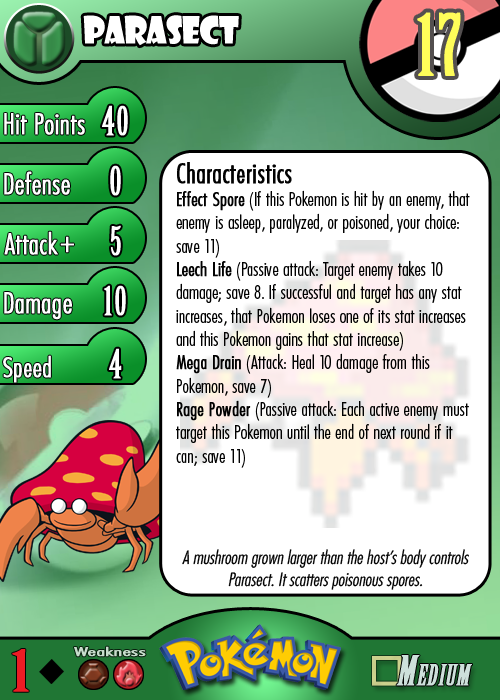 PARASECT
17
Hit Points 40
Defense 0
Attack+ 5
Damage 10
Speed 4
Characteristics
Effect Spore (If this Pokemon is hit by an enemy, that
enemy is asleep, paralyzed, or poisoned, your choice:
save 11)
Leech Life (Passive attack: Target enemy takes 10
damage; save 8. If successful and target has any stat
increases, that Pokemon loses one of its stat increases
and this Pokemon gains that stat increase)
Mega Drain (Attack: Heal 10 damage from this
Pokemon, save 7)
Rage Powder (Passive attack: Each active enemy must
target this Pokemon until the end of next round if it
can; save 11)
A mushroom grown larger than the host's body controls
Parasect. It scatters poisonous spores.
1
Weakness
POKéMON
MEDIUM